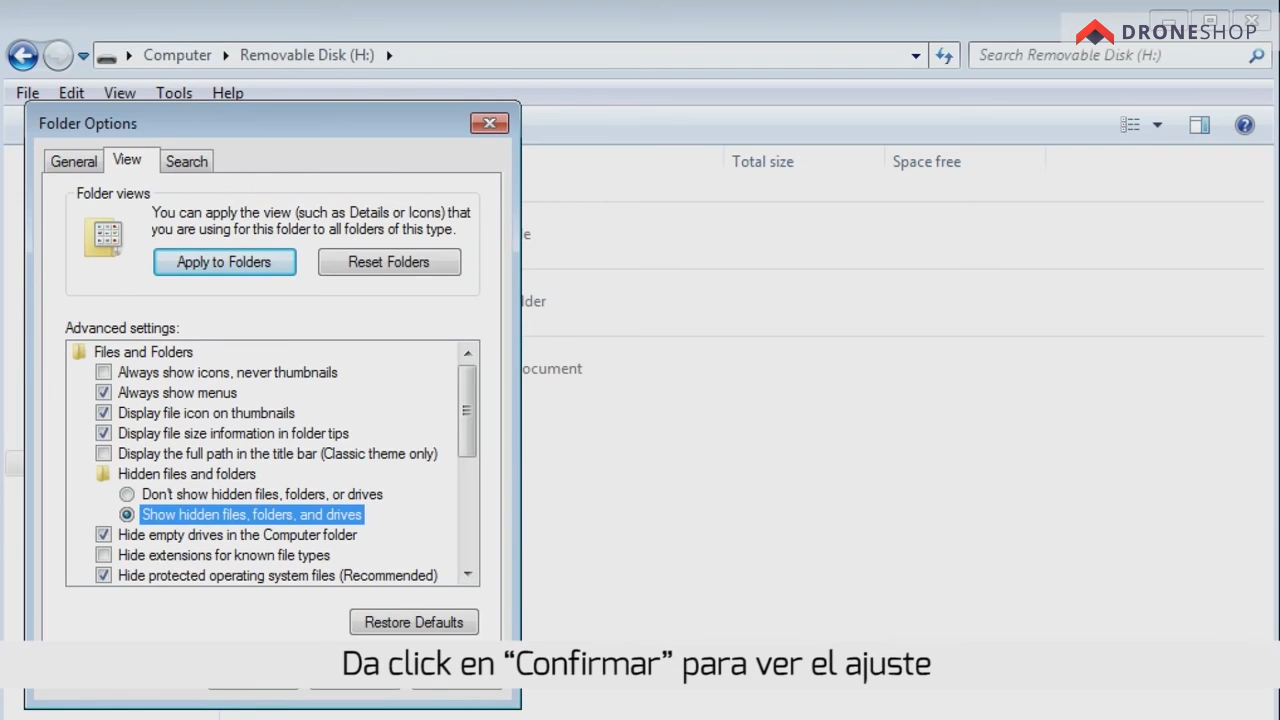 DRONESHOP
Computer Removable Disk (H:) Search Removable Disk (H:)
File Edit View Tools Help
Folder Options
General View Search
Total size Space free
Folder views
You can apply the view (such as Details or Icons) that
you are using for this folder to all folders of this type.
Apply to Folders Reset Folders
e
lder
ocument
Advanced settings:
Files and Folders
Always show icons, never thumbnails
Always show menus
Display file icon on thumbnails
Display file size information in folder tips
Display the full path in the title bar (Classic theme only)
Hidden files and folders
Don't show hidden files, folders, or drives
Show hidden files, folders, and drives
Hide empty drives in the Computer folder
Hide extensions for known file types
Hide protected operating system files (Recommended)
Restore Defaults
Da click en “Confirmar” para ver el ajuste